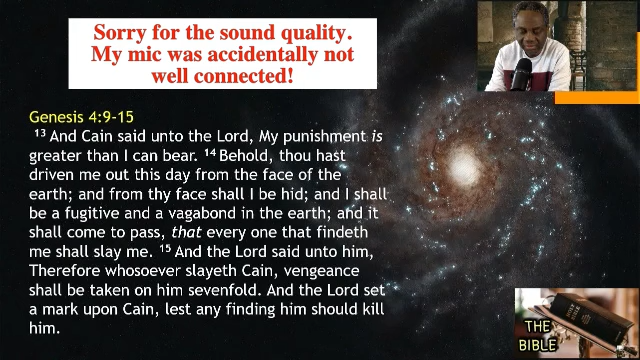 Sorry for the sound quality.
My mic was accidentally not
well connected!
Genesis 4:9-15
13 And Cain said unto the Lord, My punishment is
greater than I can bear. 14 Behold, thou hast
driven me out this day from the face of the
earth; and from thy face shall I be hid; and I shall
be a fugitive and a vagabond in the earth; and it
shall come to pass, that every one that findeth
me shall slay me. 15 And the Lord said unto him,
Therefore whosoever slayeth Cain, vengeance
shall be taken on him sevenfold. And the Lord set
a mark upon Cain, lest any finding him should kill
him.
THE
BIBLE
HOLY
BIBLE